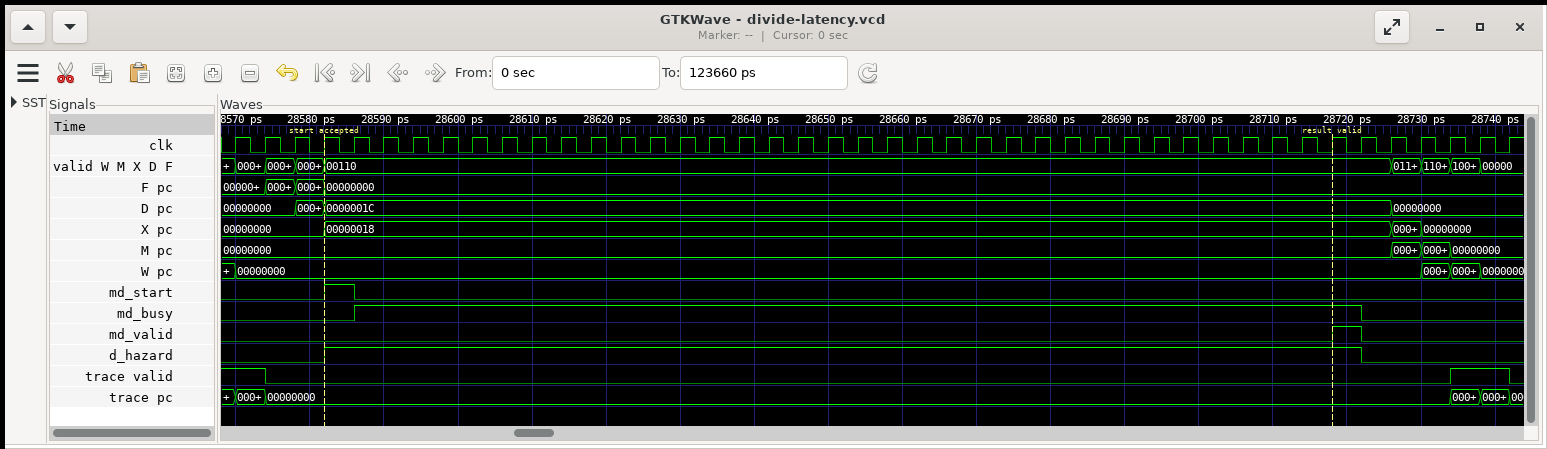 GTKWave - divide-latency.vcd
Marker: -- | Cursor: 0 sec
From: 0 sec To: 123660 ps
SST Signals Waves
8570 ps 28580 ps 28590 ps 28600 ps 28610 ps 28620 ps 28630 ps 28640 ps 28650 ps 28660 ps 28670 ps 28680 ps 28690 ps 28700 ps 28710 ps 28720 ps 28730 ps 28740 ps
Time start accepted result valid
clk
valid W M X D F + 000+ 000+ 000+ 00110 011+ 110+ 100+ 00000
F pc 00000+ 000+ 000+ 00000000
D pc 00000000 000+ 0000001C 00000000
X pc 00000000 00000018 000+ 00000000
M pc 00000000 000+ 000+ 00000000
W pc + 00000000 000+ 000+ 0000000
md_start
md_busy
md_valid
d_hazard
trace valid
trace pc + 000+ 00000000 000+ 000+ 00